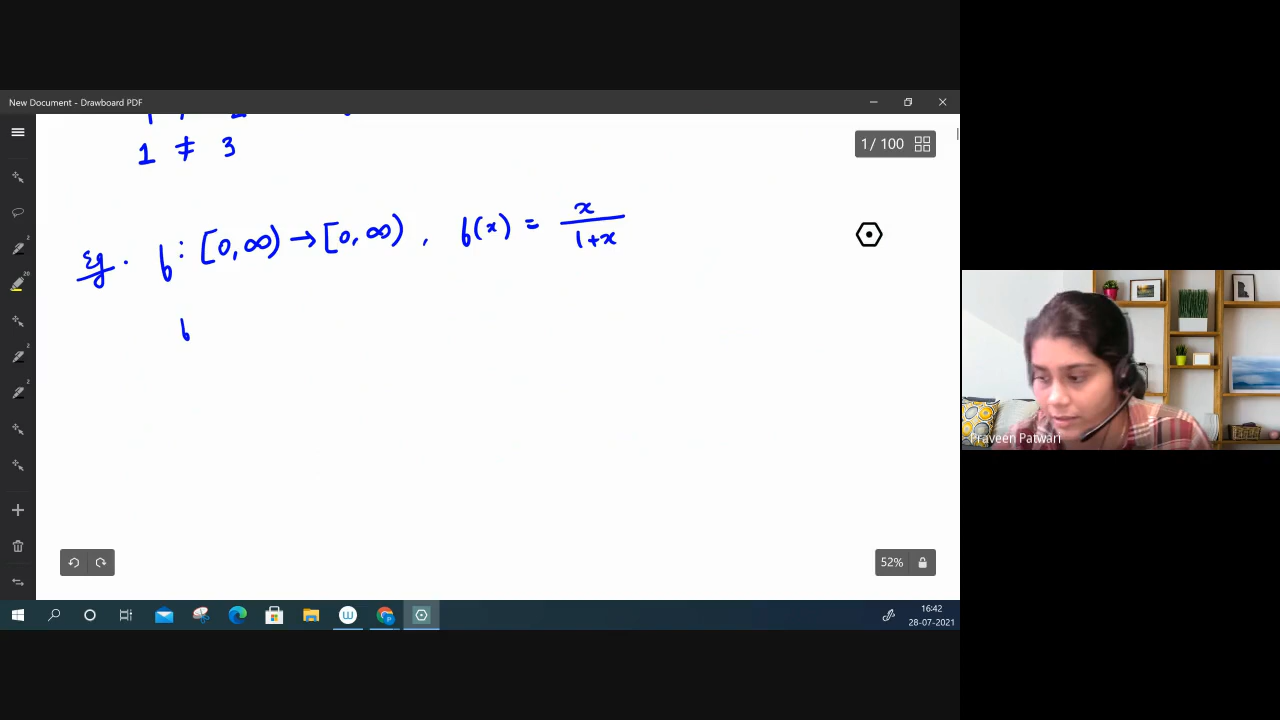 New Document - Drawboard PDF
1 ≠ 3
1 / 100
Eg. f : [0, ∞) → [0, ∞) , f(x) = x/(1+x)
f
Praveen Patwari
52%
16:42
28-07-2021